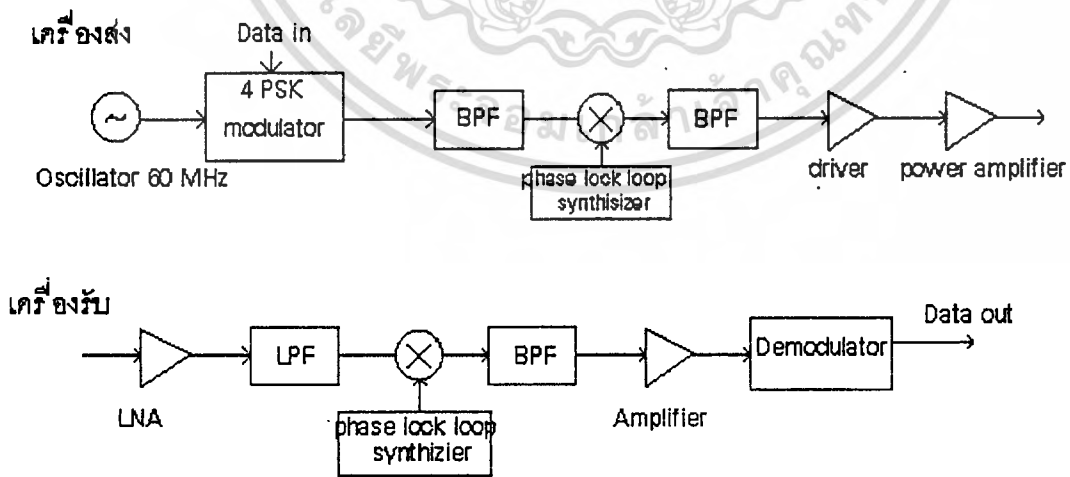 เครื่องส่ง
Data in
4 PSK
modulator
BPF
BPF
Oscillator 60 MHz
phase lock loop
synthisizer
driver
power amplifier
เครื่องรับ
Data out
LPF
BPF
Demodulator
LNA
phase lock loop
synthizier
Amplifier